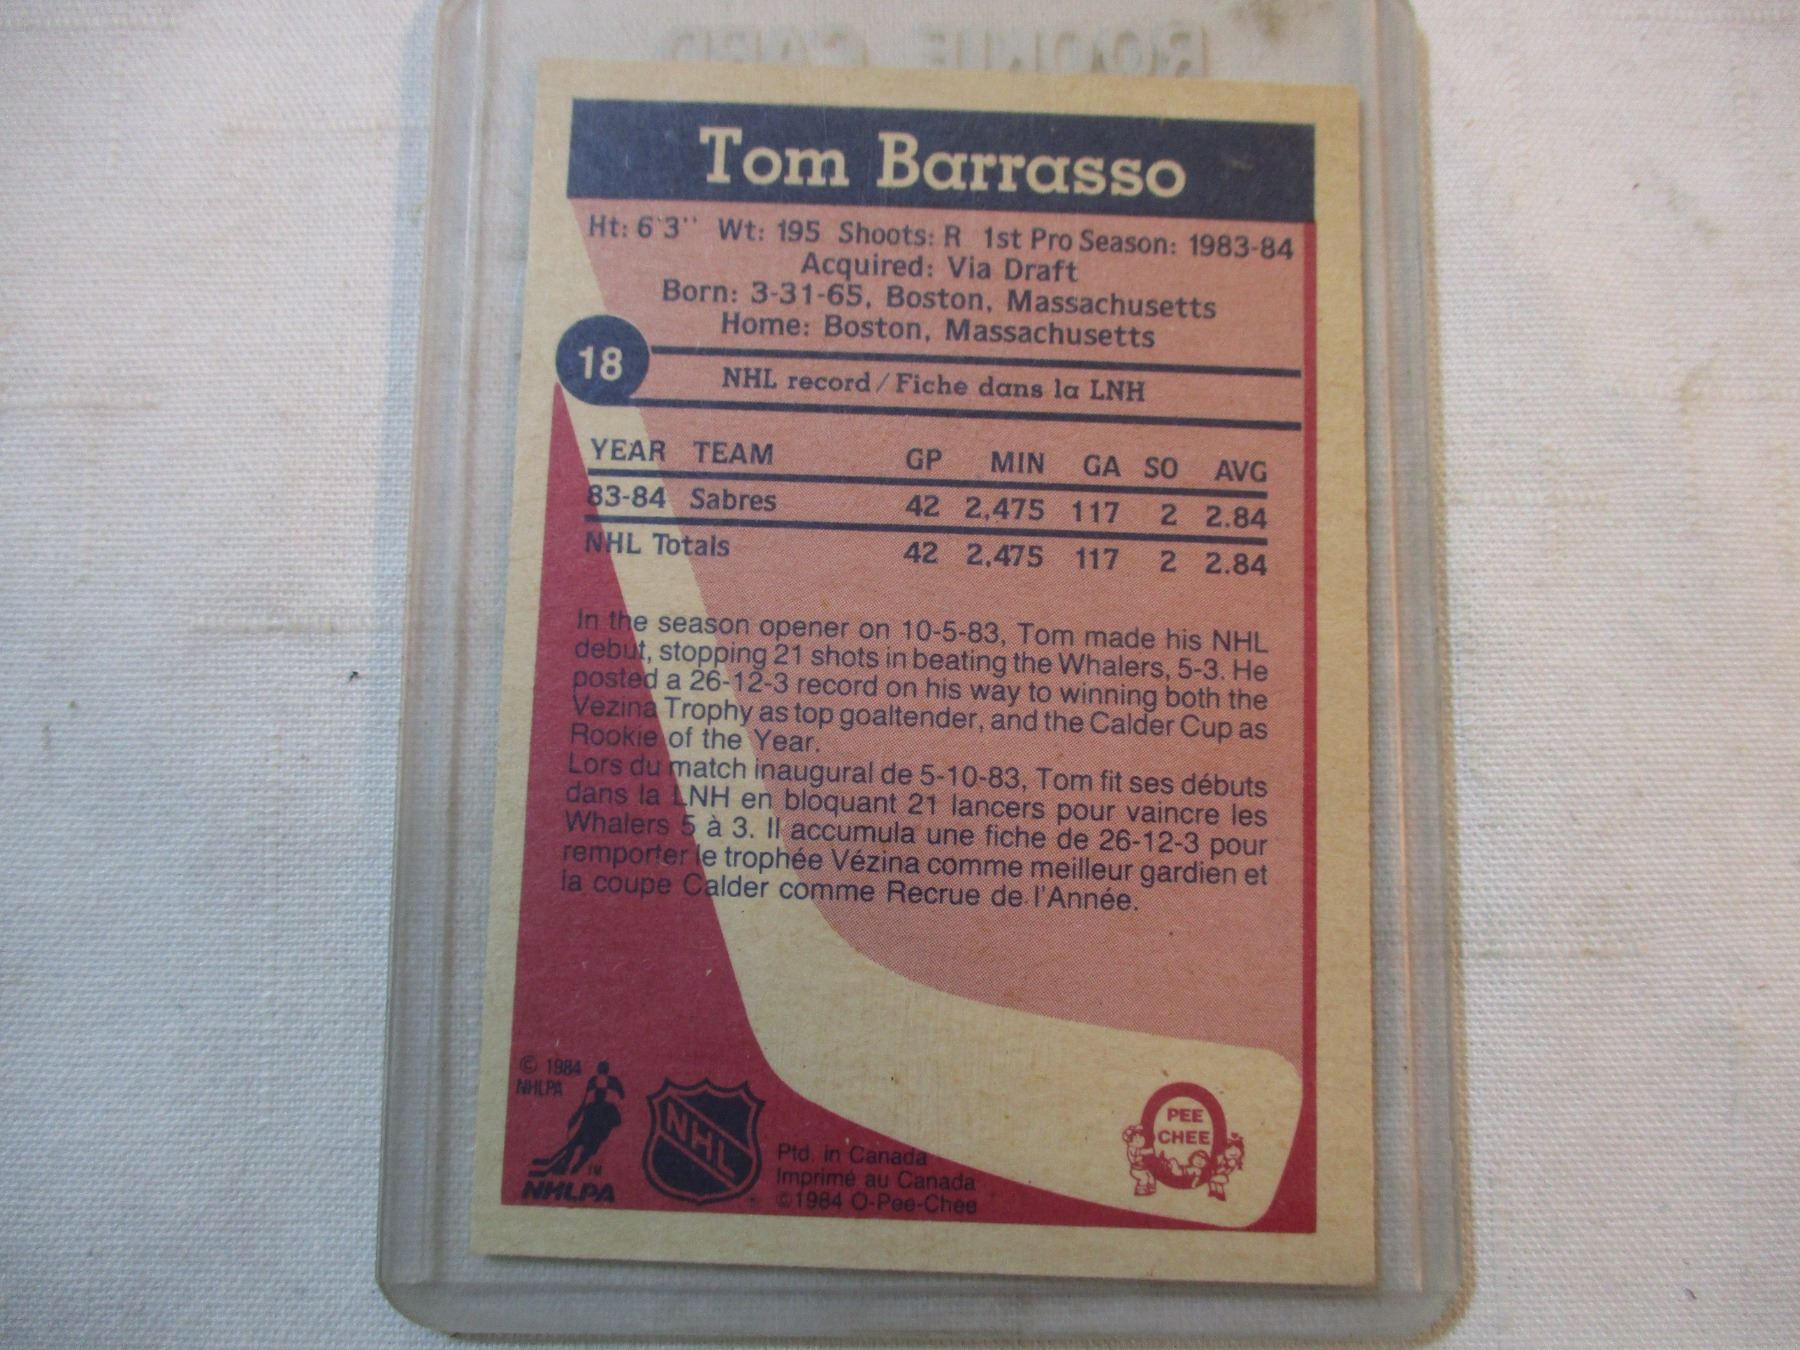 ROOKIE CARD
Tom Barrasso
Ht: 6'3'' Wt: 195 Shoots: R 1st Pro Season: 1983-84
Acquired: Via Draft
Born: 3-31-65, Boston, Massachusetts
Home: Boston, Massachusetts
18
NHL record/Fiche dans la LNH
YEAR TEAM GP MIN GA SO AVG
83-84 Sabres 42 2,475 117 2 2.84
NHL Totals 42 2,475 117 2 2.84
In the season opener on 10-5-83, Tom made his NHL
debut, stopping 21 shots in beating the Whalers, 5-3. He
posted a 26-12-3 record on his way to winning both the
Vezina Trophy as top goaltender, and the Calder Cup as
Rookie of the Year.
Lors du match inaugural de 5-10-83, Tom fit ses débuts
dans la LNH en bloquant 21 lancers pour vaincre les
Whalers 5 à 3. Il accumula une fiche de 26-12-3 pour
remporter le trophée Vézina comme meilleur gardien et
la coupe Calder comme Recrue de l'Année.
© 1984
NHLPA
TM
NHLPA
NHL
Ptd. in Canada
Imprimé au Canada
©1984 O-Pee-Chee
PEE
CHEE